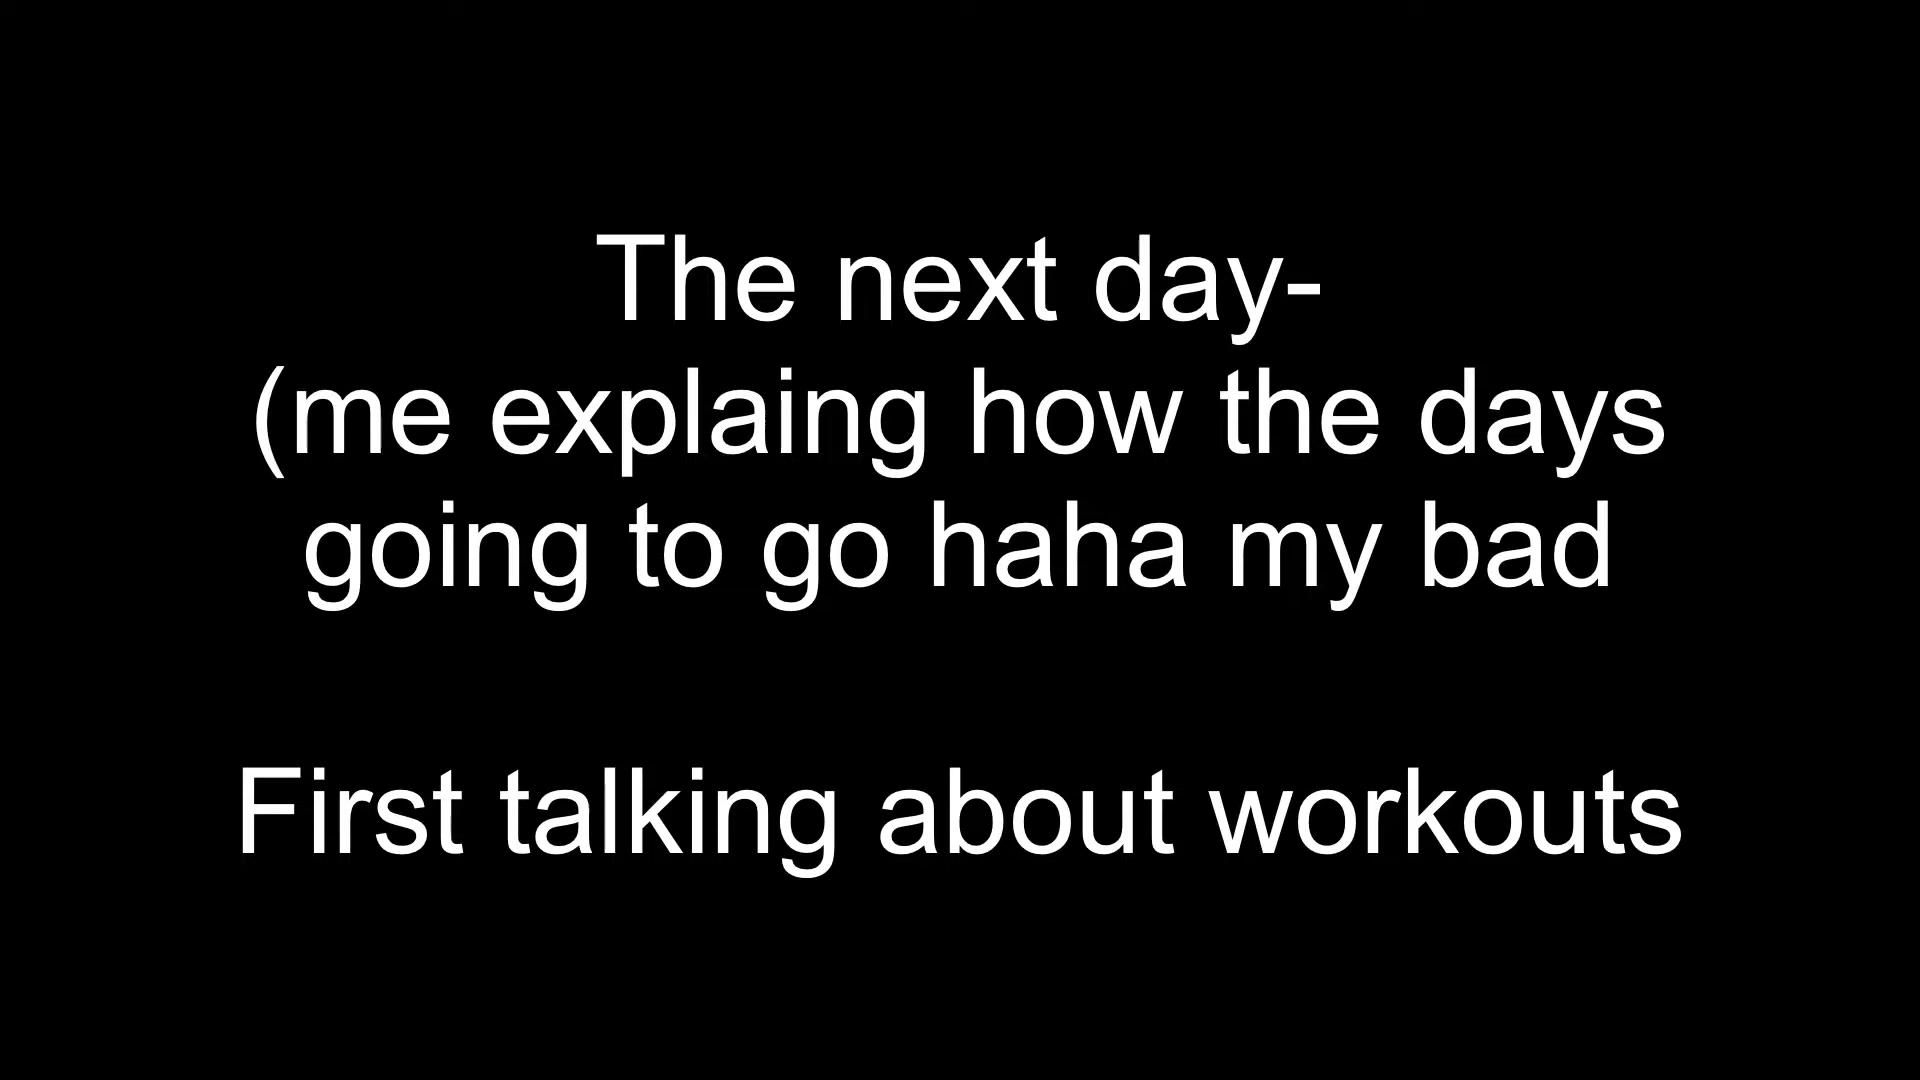 The next day-
(me explaing how the days
going to go haha my bad
First talking about workouts